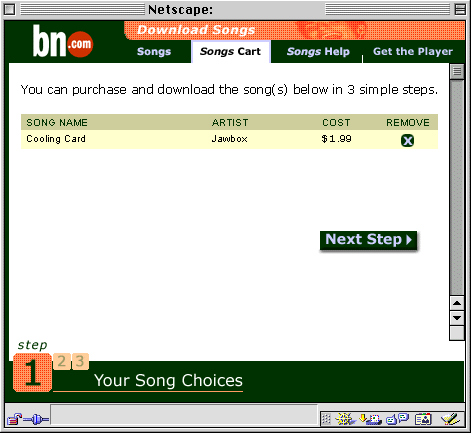 Netscape:
bn.com
Download Songs
Songs
Songs Cart
Songs Help
Get the Player
You can purchase and download the song(s) below in 3 simple steps.
SONG NAME ARTIST COST REMOVE
Cooling Card Jawbox $1.99 X
Next Step
step
1 2 3
Your Song Choices